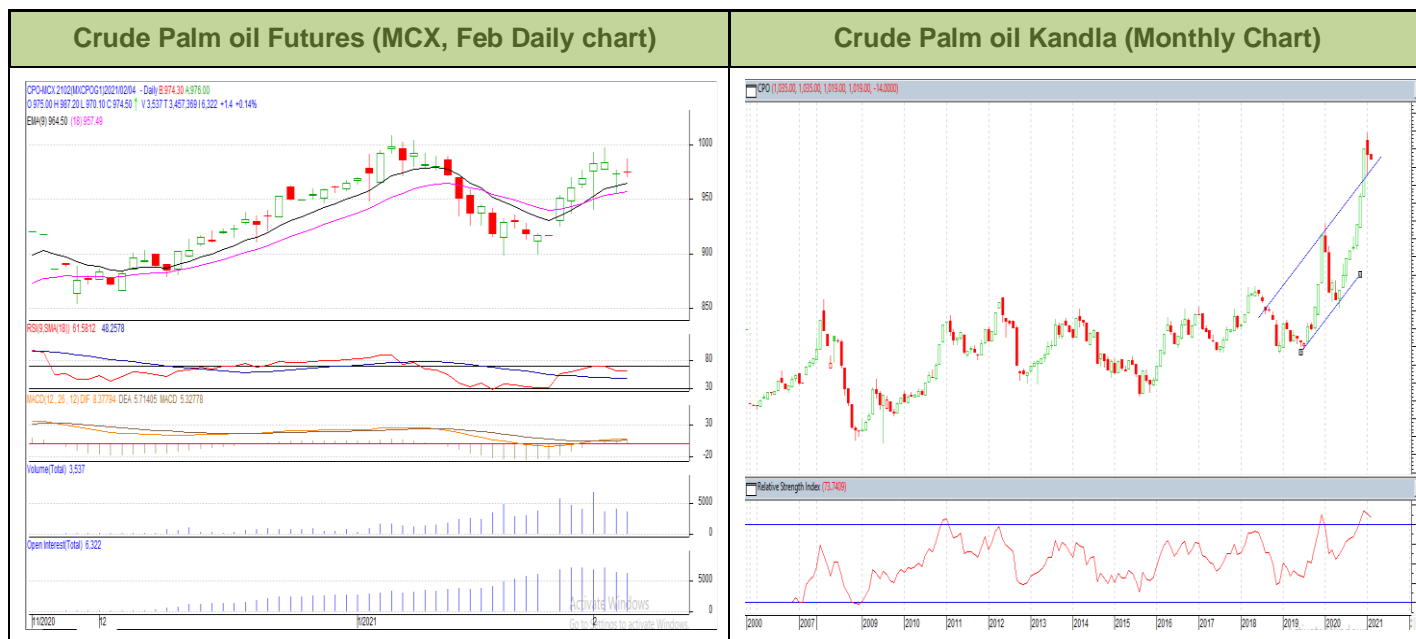 Crude Palm oil Futures (MCX, Feb Daily chart)
CPO-MCX 2102(MXCPOG1)2021/02/04 - Daily B:974.30 A:976.00
O 975.00 H 987.20 L 970.10 C 974.50 V 3,537 T 3,457,369 I 6,322 +1.4 +0.14%
EMA(9) 964.50 (18) 957.49
1000
950
900
850
RSI(9,SMA(18)) 61.5812 48.2578
80
30
MACD(12, 26, 12) DIF 8.37794 DEA 5.71405 MACD 5.32778
30
-20
Volume(Total) 3,537
5000
0
Open Interest(Total) 6,322
5000
0
Activate Windows
Go to Settings to activate Windows.
11/2020 12 1/2021 2
Crude Palm oil Kandla (Monthly Chart)
CPO (1,035.00, 1,035.00, 1,019.00, 1,019.00, -14.0000)
Relative Strength Index (73.7409)
2000 2007 2009 2010 2011 2012 2013 2014 2015 2016 2017 2018 2019 2020 2021